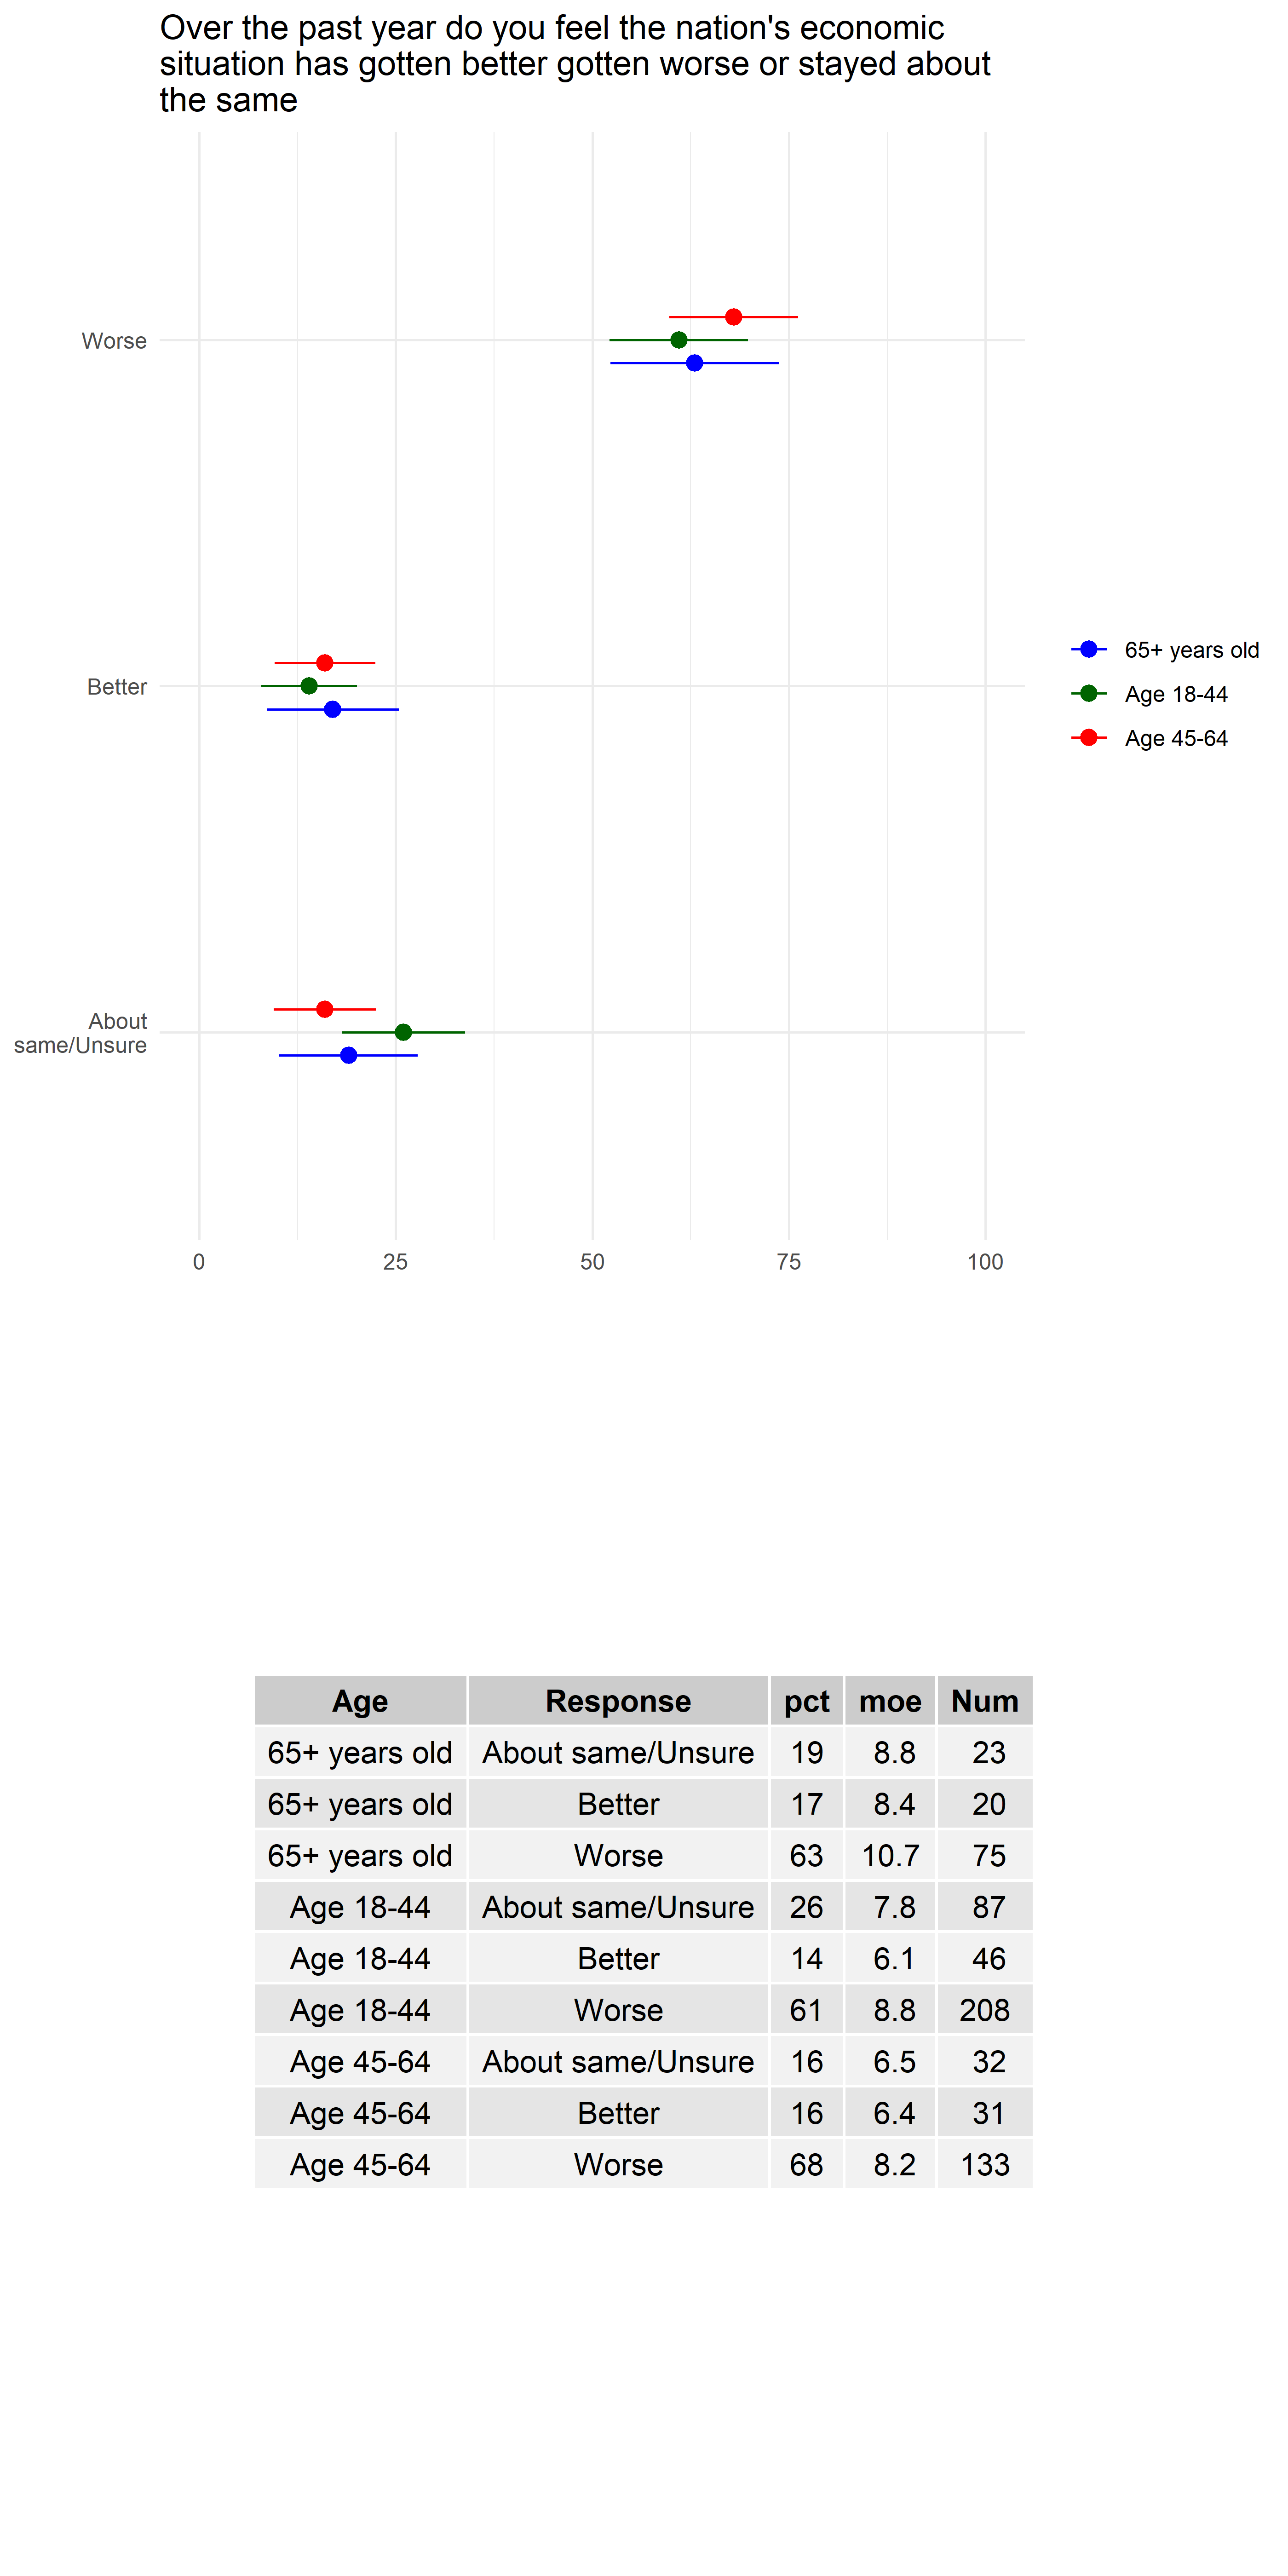 Over the past year do you feel the nation's economic
situation has gotten better gotten worse or stayed about
the same
Worse
Better
About
same/Unsure
0 25 50 75 100
65+ years old
Age 18-44
Age 45-64
Age Response pct moe Num
65+ years old About same/Unsure 19 8.8 23
65+ years old Better 17 8.4 20
65+ years old Worse 63 10.7 75
Age 18-44 About same/Unsure 26 7.8 87
Age 18-44 Better 14 6.1 46
Age 18-44 Worse 61 8.8 208
Age 45-64 About same/Unsure 16 6.5 32
Age 45-64 Better 16 6.4 31
Age 45-64 Worse 68 8.2 133